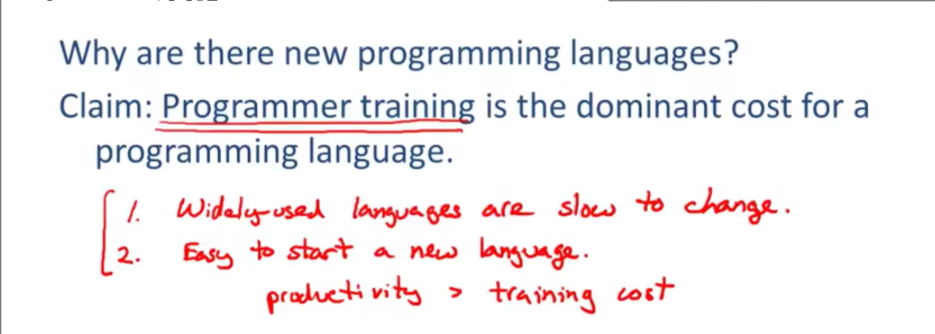 Why are there new programming languages?
Claim: Programmer training is the dominant cost for a
programming language.
1. Widely-used languages are slow to change.
2. Easy to start a new language.
productivity > training cost